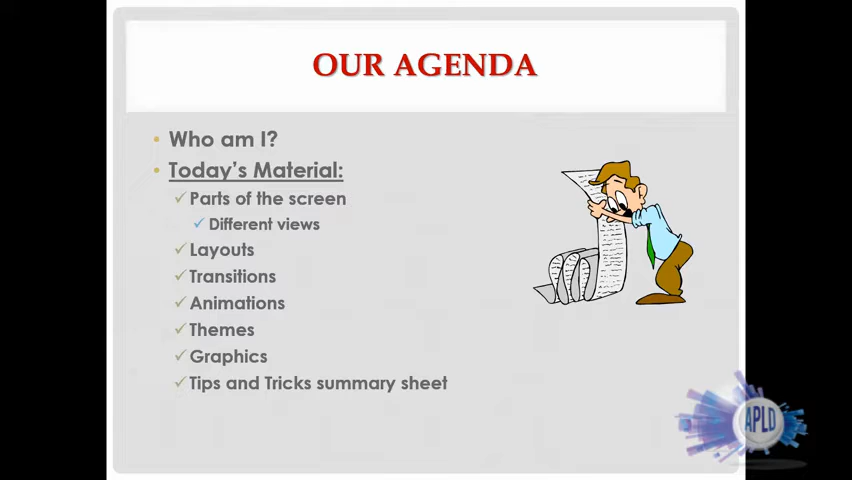 OUR AGENDA
Who am I?
Today's Material:
Parts of the screen
Different views
Layouts
Transitions
Animations
Themes
Graphics
Tips and Tricks summary sheet
APLD